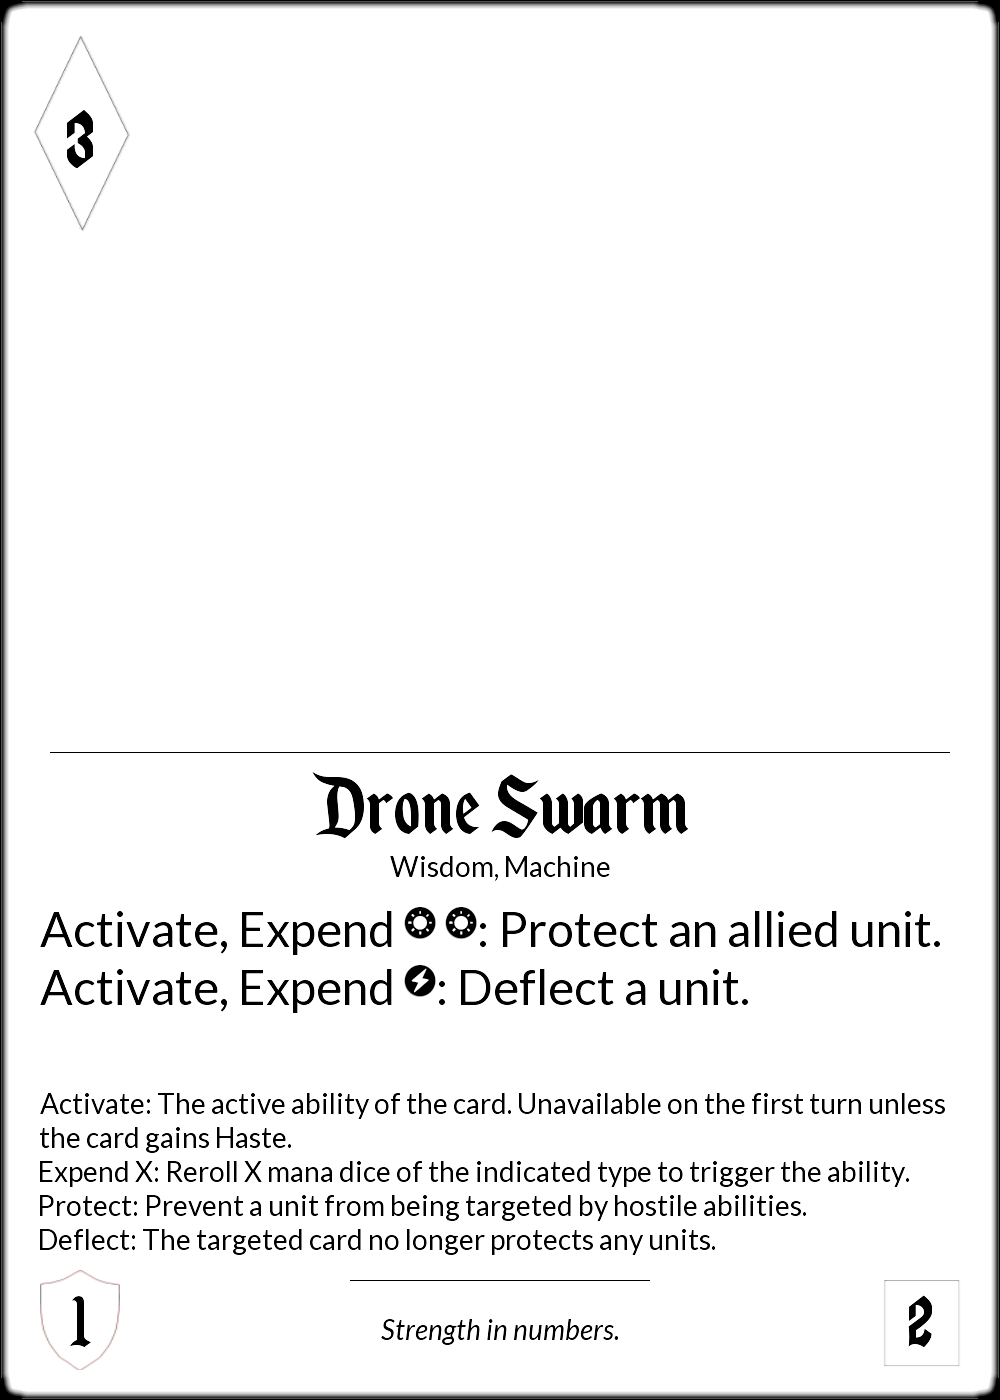 3
Drone Swarm
Wisdom, Machine
Activate, Expend : Protect an allied unit.
Activate, Expend : Deflect a unit.
Activate: The active ability of the card. Unavailable on the first turn unless
the card gains Haste.
Expend X: Reroll X mana dice of the indicated type to trigger the ability.
Protect: Prevent a unit from being targeted by hostile abilities.
Deflect: The targeted card no longer protects any units.
1
Strength in numbers.
2